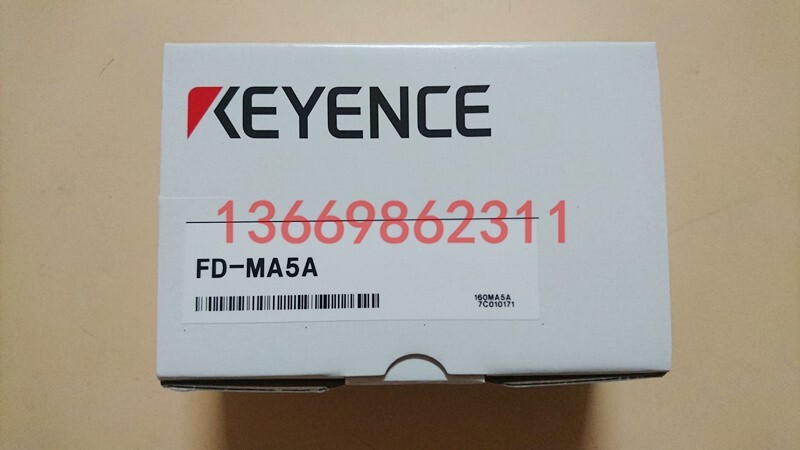 KEYENCE
13669862311
FD-MA5A
160MA5A
7C010171